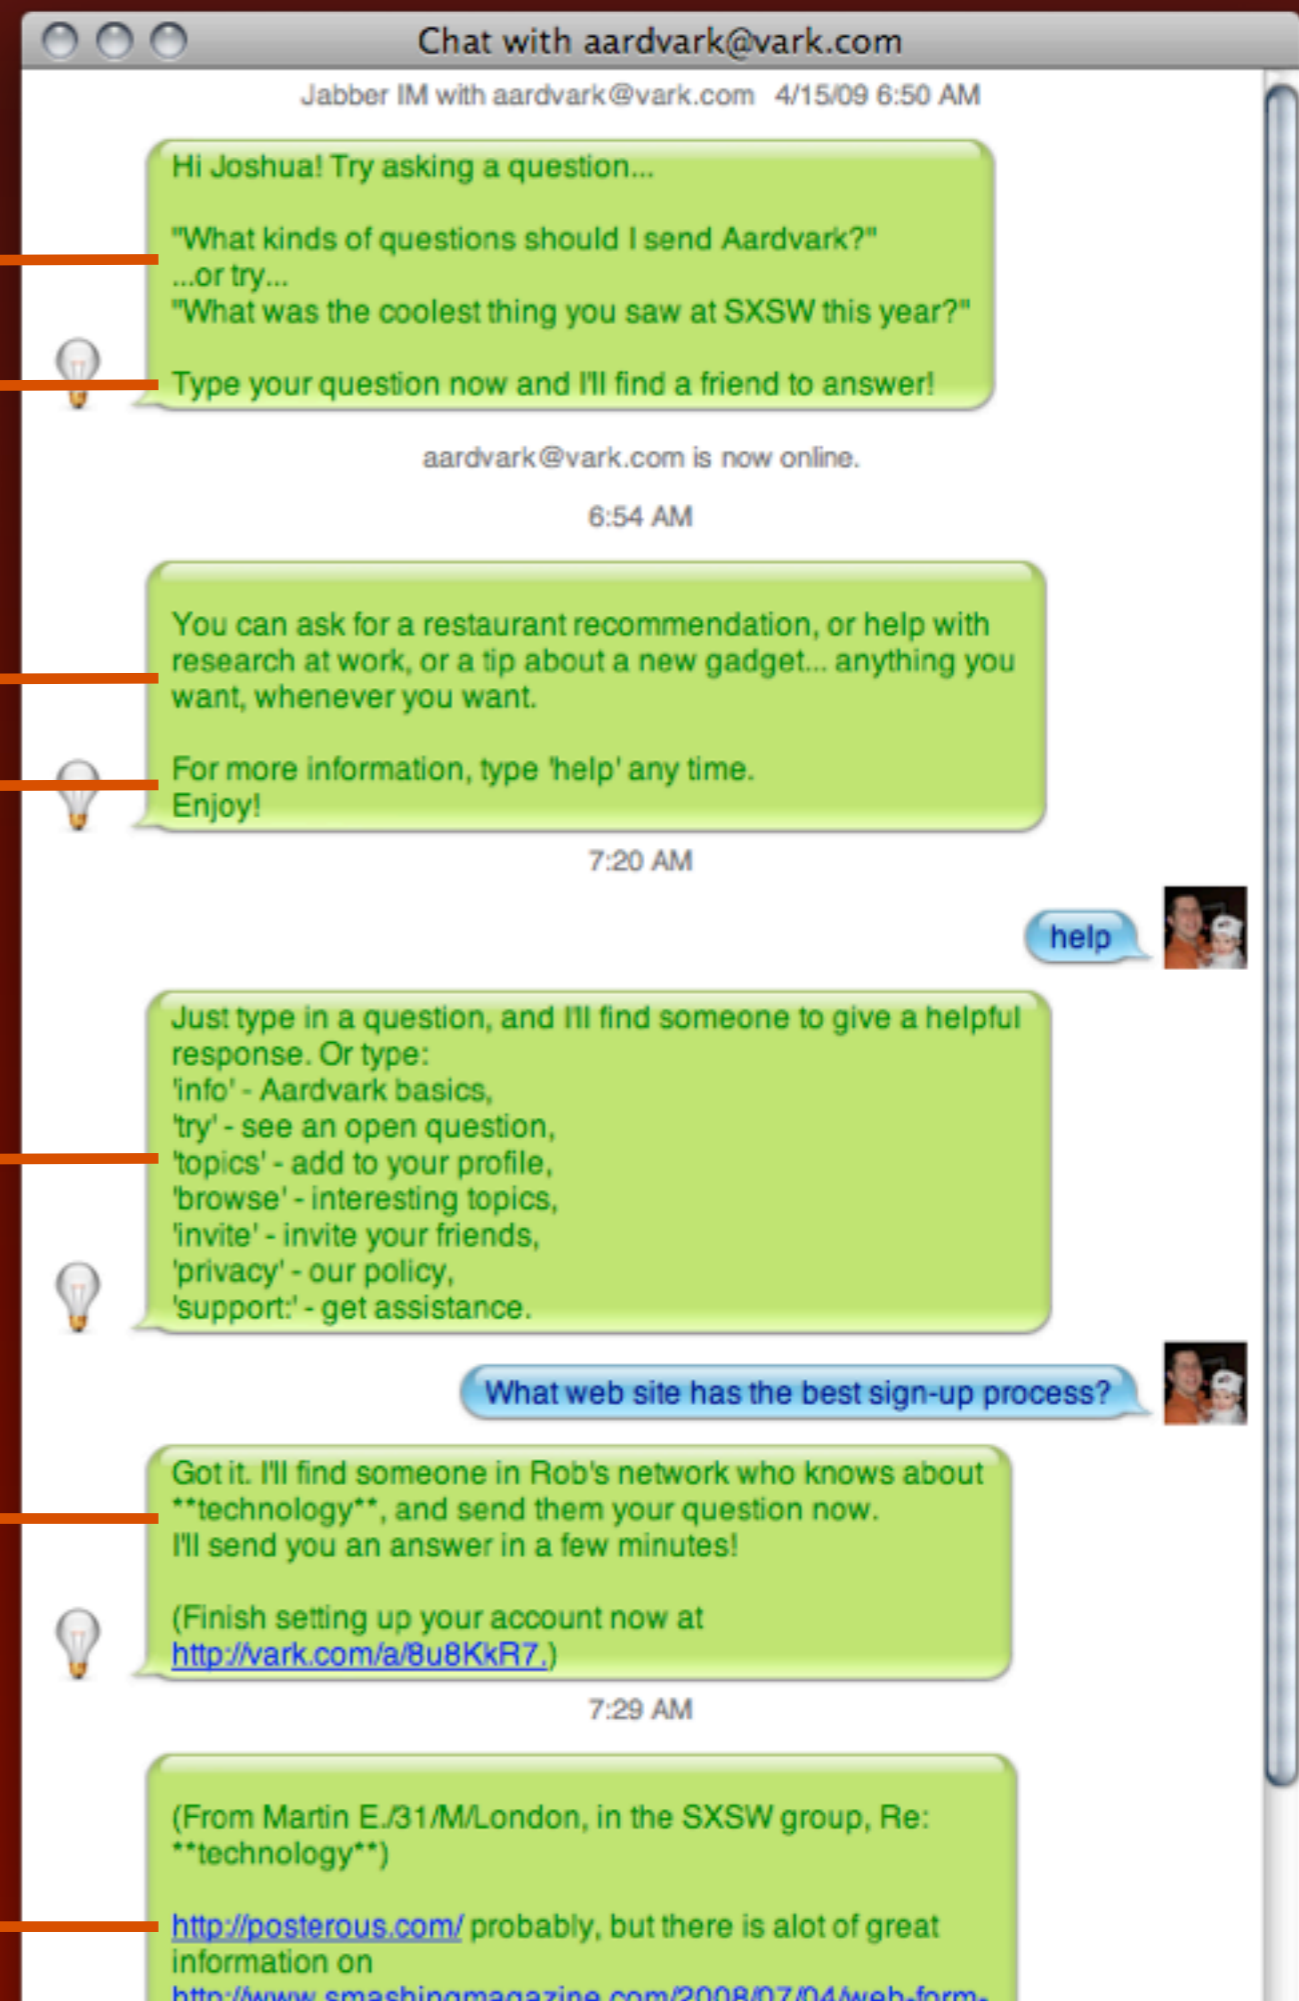 Chat with aardvark@vark.com
Jabber IM with aardvark@vark.com 4/15/09 6:50 AM
Hi Joshua! Try asking a question...
"What kinds of questions should I send Aardvark?"
...or try...
"What was the coolest thing you saw at SXSW this year?"
Type your question now and I'll find a friend to answer!
aardvark@vark.com is now online.
6:54 AM
You can ask for a restaurant recommendation, or help with
research at work, or a tip about a new gadget... anything you
want, whenever you want.
For more information, type 'help' any time.
Enjoy!
7:20 AM
help
Just type in a question, and I'll find someone to give a helpful
response. Or type:
'info' - Aardvark basics,
'try' - see an open question,
'topics' - add to your profile,
'browse' - interesting topics,
'invite' - invite your friends,
'privacy' - our policy,
'support:' - get assistance.
What web site has the best sign-up process?
Got it. I'll find someone in Rob's network who knows about
**technology**, and send them your question now.
I'll send you an answer in a few minutes!
(Finish setting up your account now at
http://vark.com/a/8u8KkR7.)
7:29 AM
(From Martin E./31/M/London, in the SXSW group, Re:
**technology**)
http://posterous.com/ probably, but there is alot of great
information on
http://www.smashingmagazine.com/2008/07/04/web-form-